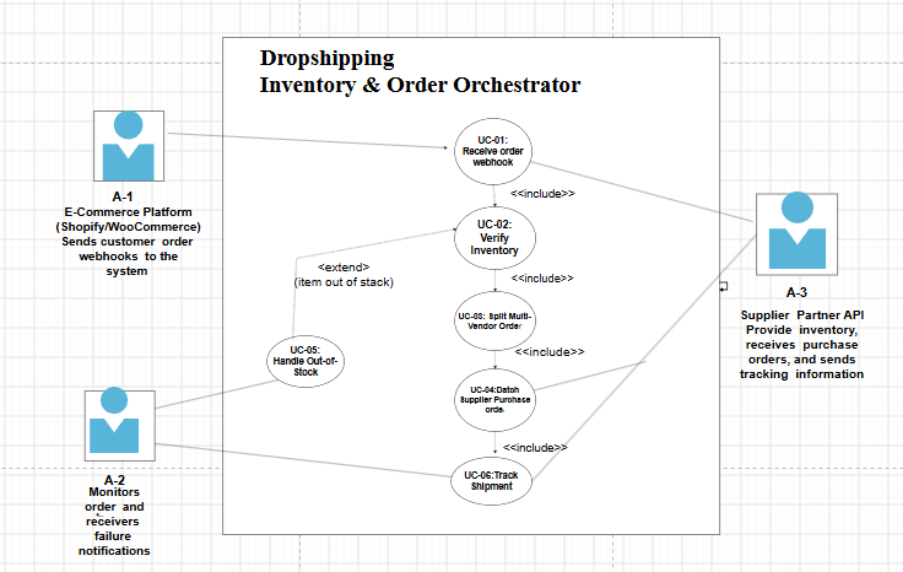 Dropshipping
Inventory & Order Orchestrator
UC-01:
Receive order
webhook
<<include>>
A-1
E-Commerce Platform
(Shopify/WooCommerce)
Sends customer order
webhooks to the
system
UC-02:
Verify
Inventory
<extend>
(item out of stack)
<<include>>
A-3
Supplier Partner API
Provide inventory,
receives purchase
orders, and sends
tracking information
UC-03: Split Multi-
Vendor Order
<<include>>
UC-05:
Handle Out-of-
Stock
UC-04:Datoh
Supplier Purohase
orde.
<<include>>
UC-06:Track
Shipment
A-2
Monitors
order and
receivers
failure
notifications